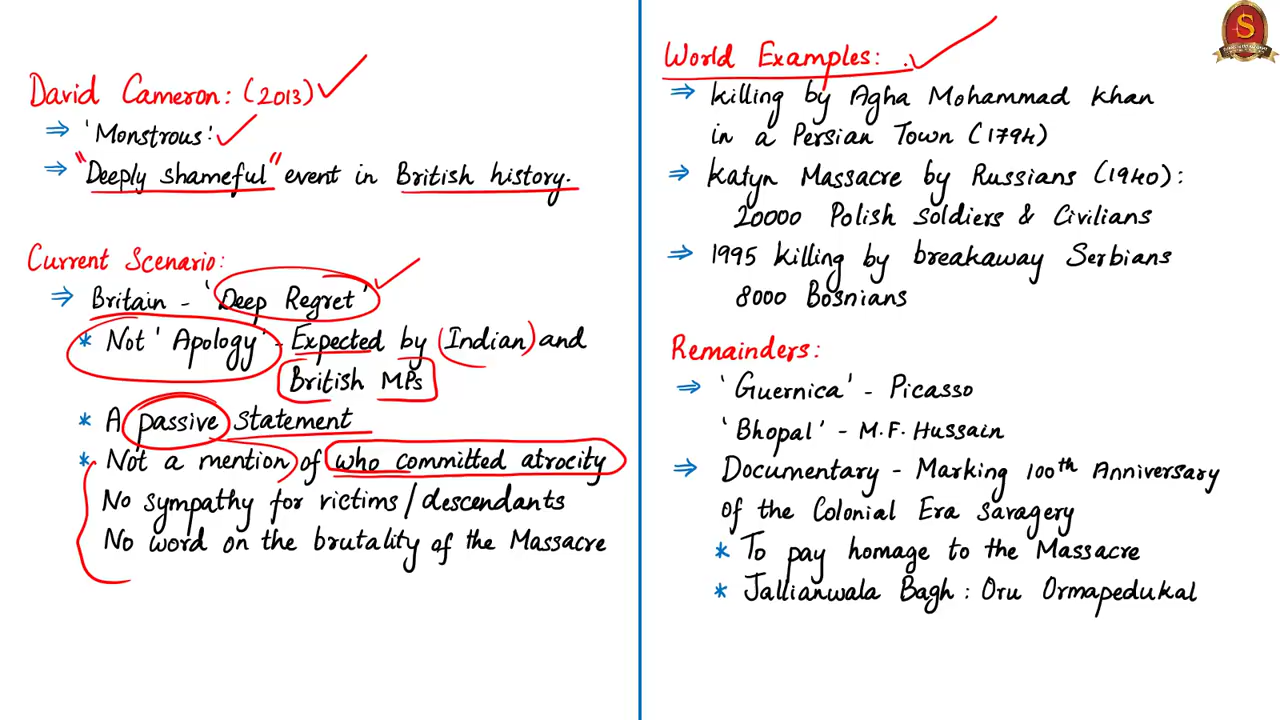 David Cameron: (2013)
⇒ 'Monstrous':
⇒ "Deeply shameful" event in British history.
Current Scenario:
⇒ Britain - 'Deep Regret'
* Not 'Apology' - Expected by (Indian) and
British MPs
* A passive statement
* Not a mention of who committed atrocity
No sympathy for victims/descendants
No word on the brutality of the Massacre
World Examples:
⇒ killing by Agha Mohammad Khan
in a Persian Town (1794)
⇒ Katyn Massacre by Russians (1940):
20000 Polish soldiers & Civilians
⇒ 1995 killing by breakaway Serbians
8000 Bosnians
Remainders:
⇒ 'Guernica' - Picasso
'Bhopal' - M.F. Hussain
⇒ Documentary - Marking 100th Anniversary
of the Colonial Era Savagery
* To pay homage to the Massacre
* Jallianwala Bagh: Oru Ormapedukal
S